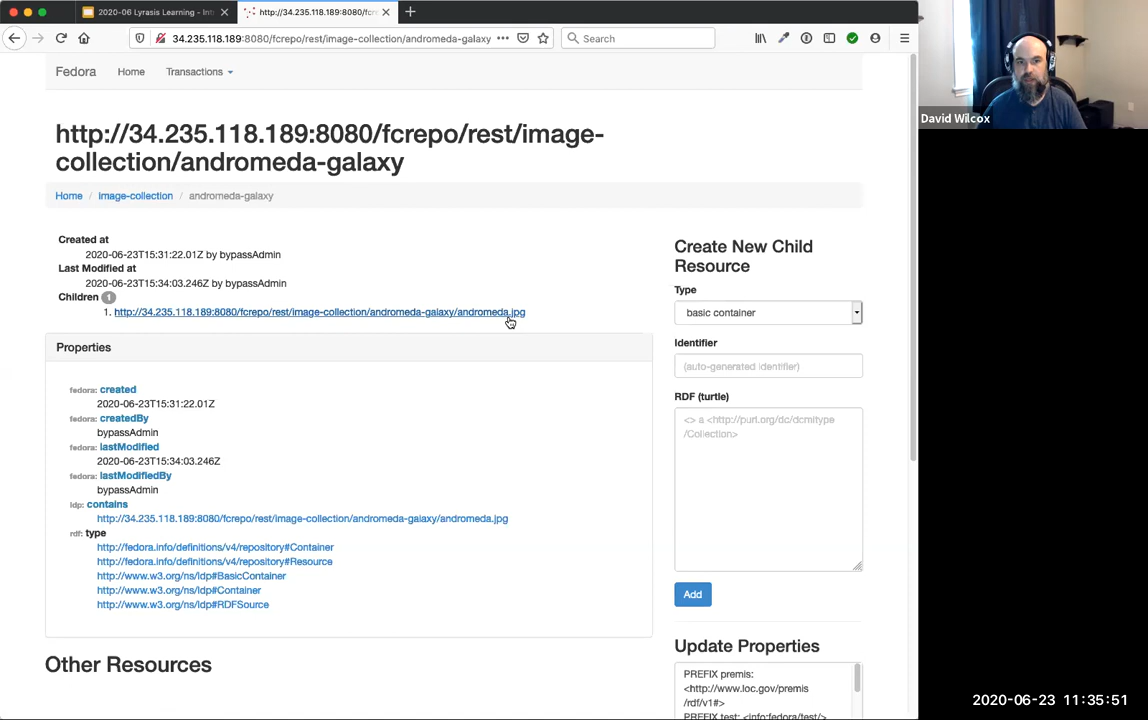 2020-06 Lyrasis Learning - Int
http://34.235.118.189:8080/fcr
34.235.118.189:8080/fcrepo/rest/image-collection/andromeda-galaxy
Search
Fedora
Home
Transactions
http://34.235.118.189:8080/fcrepo/rest/image-
collection/andromeda-galaxy
Home / image-collection / andromeda-galaxy
Created at
2020-06-23T15:31:22.01Z by bypassAdmin
Last Modified at
2020-06-23T15:34:03.246Z by bypassAdmin
Children 1
1. http://34.235.118.189:8080/fcrepo/rest/image-collection/andromeda-galaxy/andromeda.jpg
Properties
fedora: created
2020-06-23T15:31:22.01Z
fedora: createdBy
bypassAdmin
fedora: lastModified
2020-06-23T15:34:03.246Z
fedora: lastModifiedBy
bypassAdmin
ldp: contains
http://34.235.118.189:8080/fcrepo/rest/image-collection/andromeda-galaxy/andromeda.jpg
rdf: type
http://fedora.info/definitions/v4/repository#Container
http://fedora.info/definitions/v4/repository#Resource
http://www.w3.org/ns/ldp#BasicContainer
http://www.w3.org/ns/ldp#Container
http://www.w3.org/ns/ldp#RDFSource
Other Resources
Create New Child
Resource
Type
basic container
Identifier
(auto-generated identifier)
RDF (turtle)
<> a <http://purl.org/dc/dcmitype
/Collection>
Add
Update Properties
PREFIX premis:
<http://www.loc.gov/premis
/rdf/v1#>
PREFIX test: <info:fedora/test/>
David Wilcox
2020-06-23 11:35:51